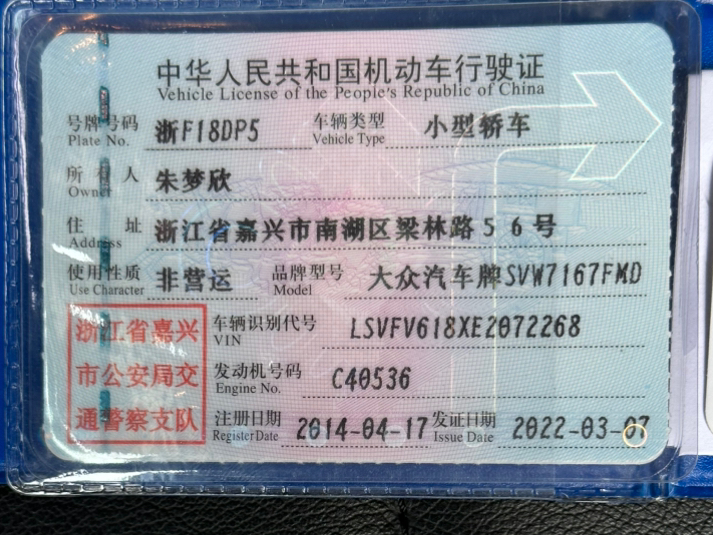 中华人民共和国机动车行驶证
Vehicle License of the People's Republic of China
号牌号码 浙F18DP5 车辆类型 小型轿车
Plate No. Vehicle Type
所有人 朱梦欣
Owner
住址 浙江省嘉兴市南湖区梁林路56号
Address
使用性质 非营运 品牌型号 大众汽车牌SVW7167FMD
Use Character Model
浙江省嘉兴 车辆识别代号 LSVFV618XE2072268
VIN
市公安局交 发动机号码 C40536
Engine No.
通警察支队 注册日期 2014-04-17 发证日期 2022-03-07
Register Date Issue Date